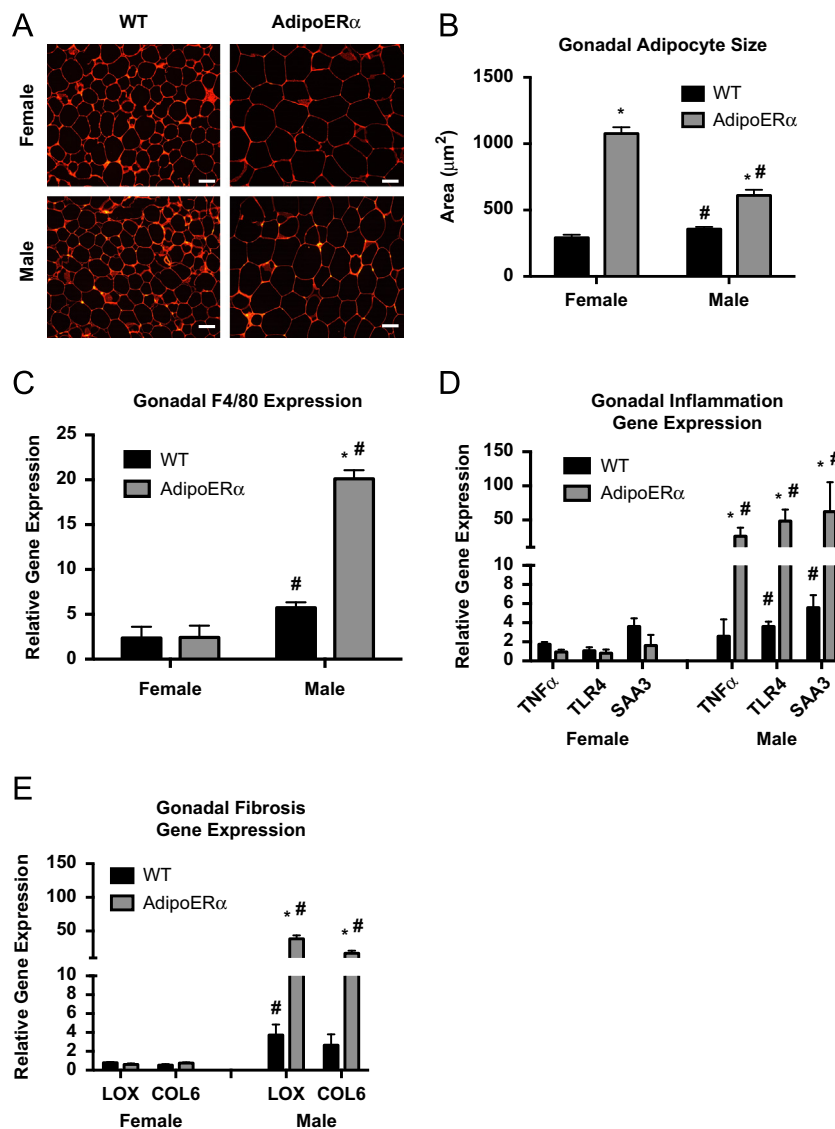 A
WT
AdipoERα
Female
Male
B
Gonadal Adipocyte Size
1500
1000
500
0
Area (μm²)
WT
AdipoERα
*
#
* #
Female
Male
C
Gonadal F4/80 Expression
25
20
15
10
5
0
Relative Gene Expression
WT
AdipoERα
#
* #
Female
Male
D
Gonadal Inflammation
Gene Expression
150
100
50
10
8
6
4
2
0
Relative Gene Expression
WT
AdipoERα
* #
* #
* #
#
#
TNFα
TLR4
SAA3
TNFα
TLR4
SAA3
Female
Male
E
Gonadal Fibrosis
Gene Expression
150
100
50
10
8
6
4
2
0
Relative Gene Expression
WT
AdipoERα
#
* #
* #
LOX
COL6
LOX
COL6
Female
Male